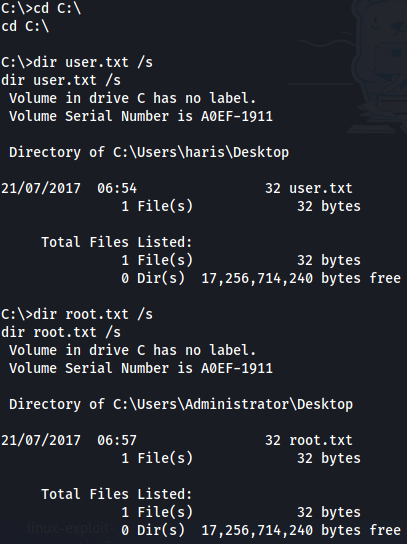 C:\>cd C:\
cd C:\
C:\>dir user.txt /s
dir user.txt /s
Volume in drive C has no label.
Volume Serial Number is A0EF-1911
Directory of C:\Users\haris\Desktop
21/07/2017  06:54                32 user.txt
1 File(s)             32 bytes
Total Files Listed:
1 File(s)             32 bytes
0 Dir(s)  17,256,714,240 bytes free
C:\>dir root.txt /s
dir root.txt /s
Volume in drive C has no label.
Volume Serial Number is A0EF-1911
Directory of C:\Users\Administrator\Desktop
21/07/2017  06:57                32 root.txt
1 File(s)             32 bytes
Total Files Listed:
1 File(s)             32 bytes
linux-exploit
0 Dir(s)  17,256,714,240 bytes free